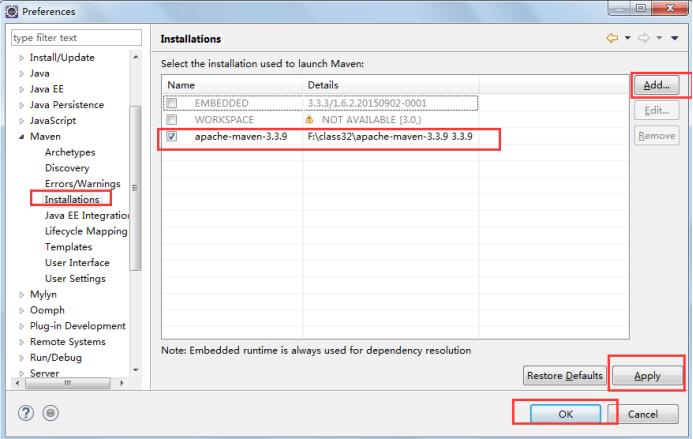 Preferences
type filter text
Install/Update
Java
Java EE
Java Persistence
JavaScript
Maven
Archetypes
Discovery
Errors/Warnings
Installations
Java EE Integration
Lifecycle Mapping
Templates
User Interface
User Settings
Mylyn
Oomph
Plug-in Development
Remote Systems
Run/Debug
Server
Installations
Select the installation used to launch Maven:
Name Details
EMBEDDED 3.3.3/1.6.2.20150902-0001
WORKSPACE NOT AVAILABLE [3.0,)
apache-maven-3.3.9 F:\class32\apache-maven-3.3.9 3.3.9
Add...
Edit...
Remove
Note: Embedded runtime is always used for dependency resolution
Restore Defaults Apply
OK Cancel